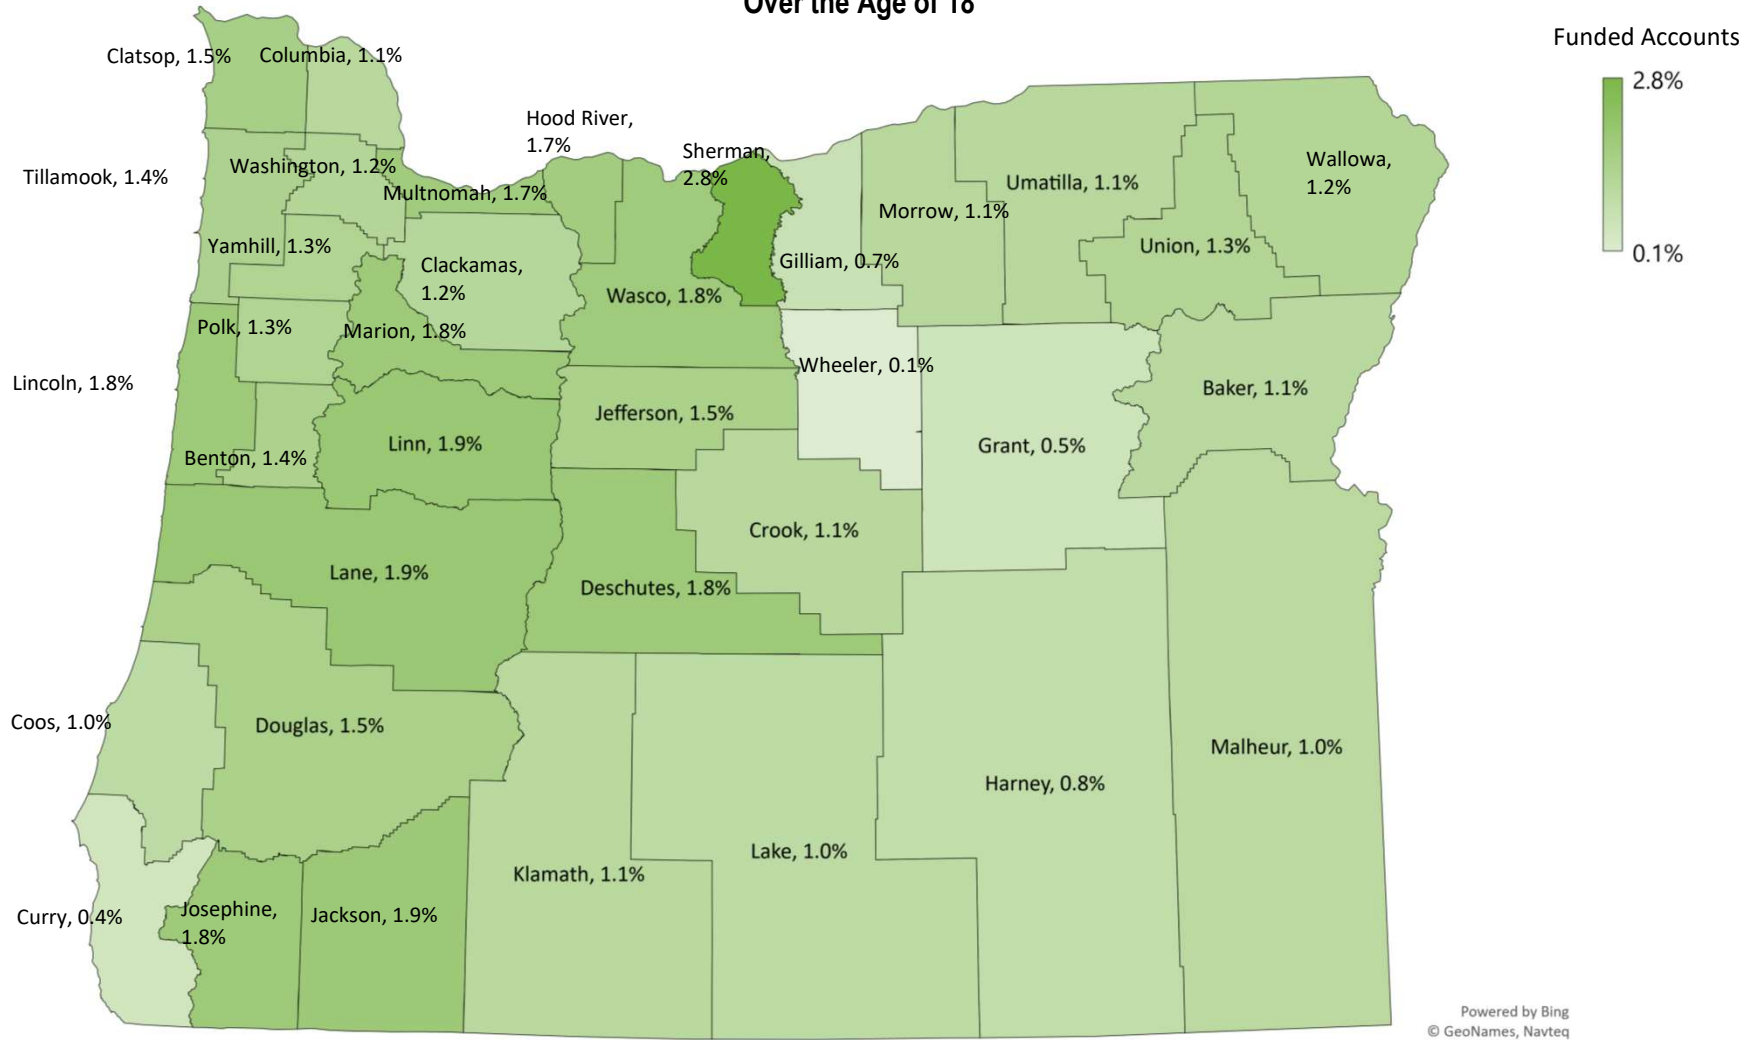 Over the Age of 18
Funded Accounts
2.8%
0.1%
Clatsop, 1.5%
Columbia, 1.1%
Hood River,
1.7%
Sherman,
2.8%
Wallowa,
1.2%
Tillamook, 1.4%
Washington, 1.2%
Multnomah, 1.7%
Umatilla, 1.1%
Morrow, 1.1%
Yamhill, 1.3%
Clackamas,
1.2%
Gilliam, 0.7%
Union, 1.3%
Wasco, 1.8%
Polk, 1.3%
Marion, 1.8%
Wheeler, 0.1%
Lincoln, 1.8%
Baker, 1.1%
Jefferson, 1.5%
Linn, 1.9%
Grant, 0.5%
Benton, 1.4%
Crook, 1.1%
Lane, 1.9%
Deschutes, 1.8%
Coos, 1.0%
Douglas, 1.5%
Malheur, 1.0%
Harney, 0.8%
Lake, 1.0%
Klamath, 1.1%
Curry, 0.4%
Josephine,
1.8%
Jackson, 1.9%
Powered by Bing
© GeoNames, Navteq